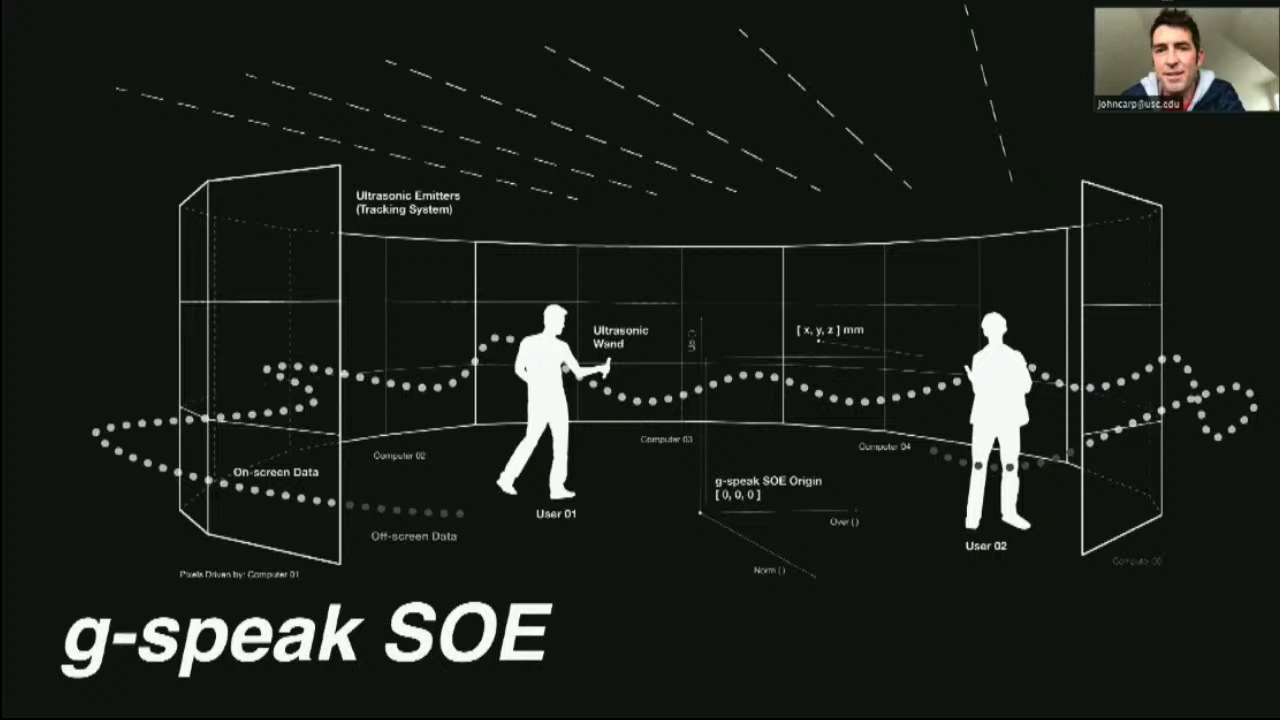 johncarp@usc.edu
Ultrasonic Emitters
(Tracking System)
Ultrasonic
Wand
Up ()
[ x, y, z ] mm
Computer 02
Computer 03
Computer 04
On-screen Data
g-speak SOE Origin
[ 0, 0, 0 ]
User 01
Over ()
Off-screen Data
User 02
Norm ()
Pixels Driven by: Computer 01
g-speak SOE